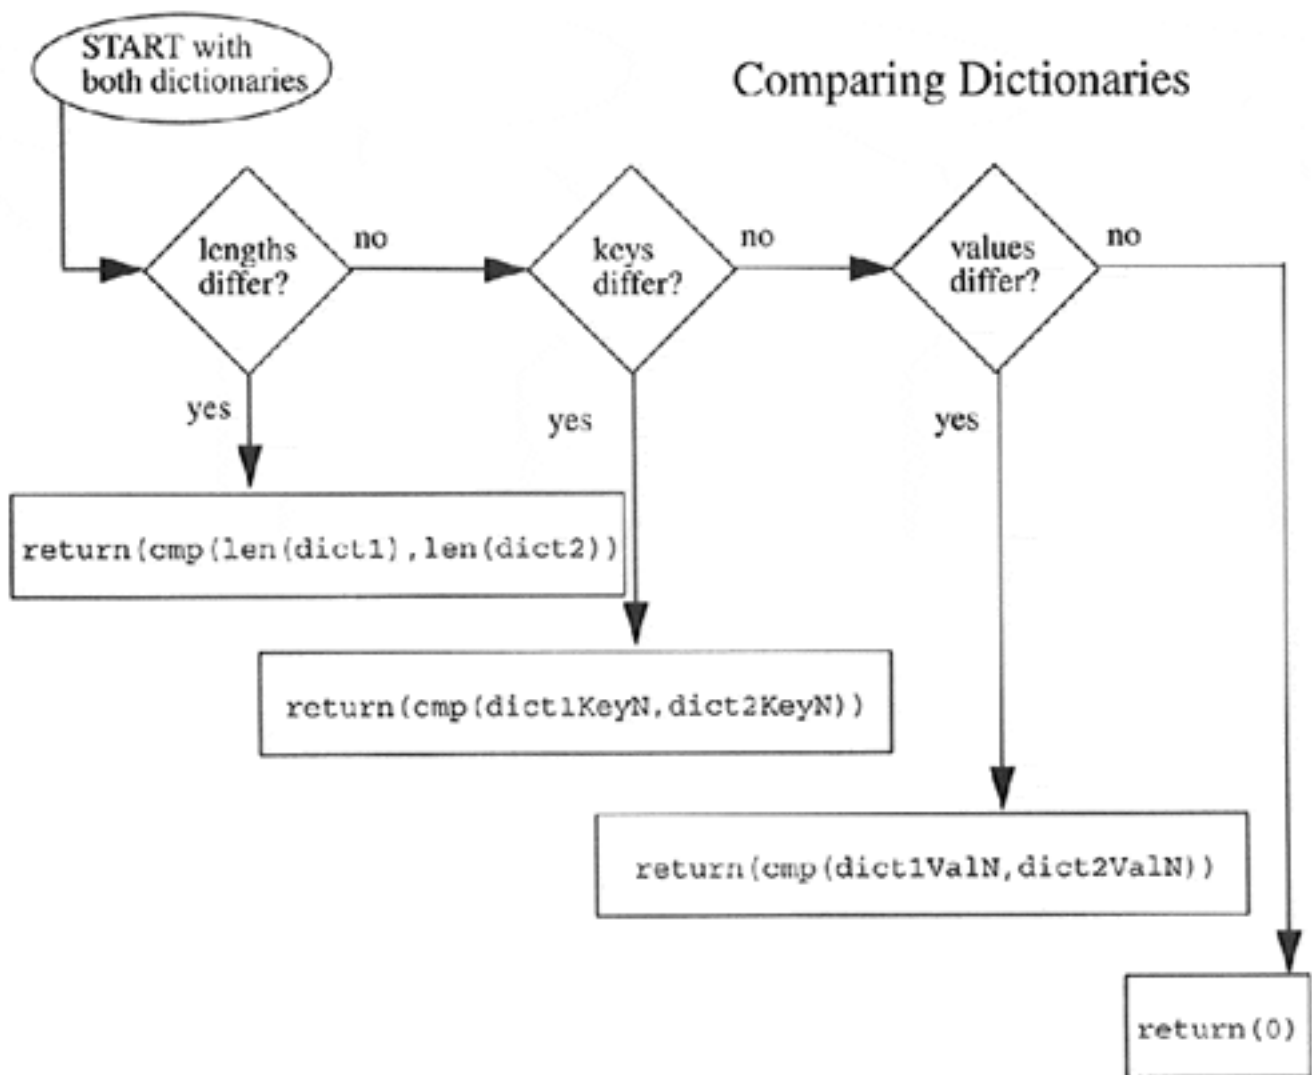 START with
both dictionaries
Comparing Dictionaries
lengths
differ?
no
keys
differ?
no
values
differ?
no
yes
yes
yes
return(cmp(len(dict1),len(dict2))
return(cmp(dict1KeyN,dict2KeyN))
return(cmp(dict1ValN,dict2ValN))
return(0)